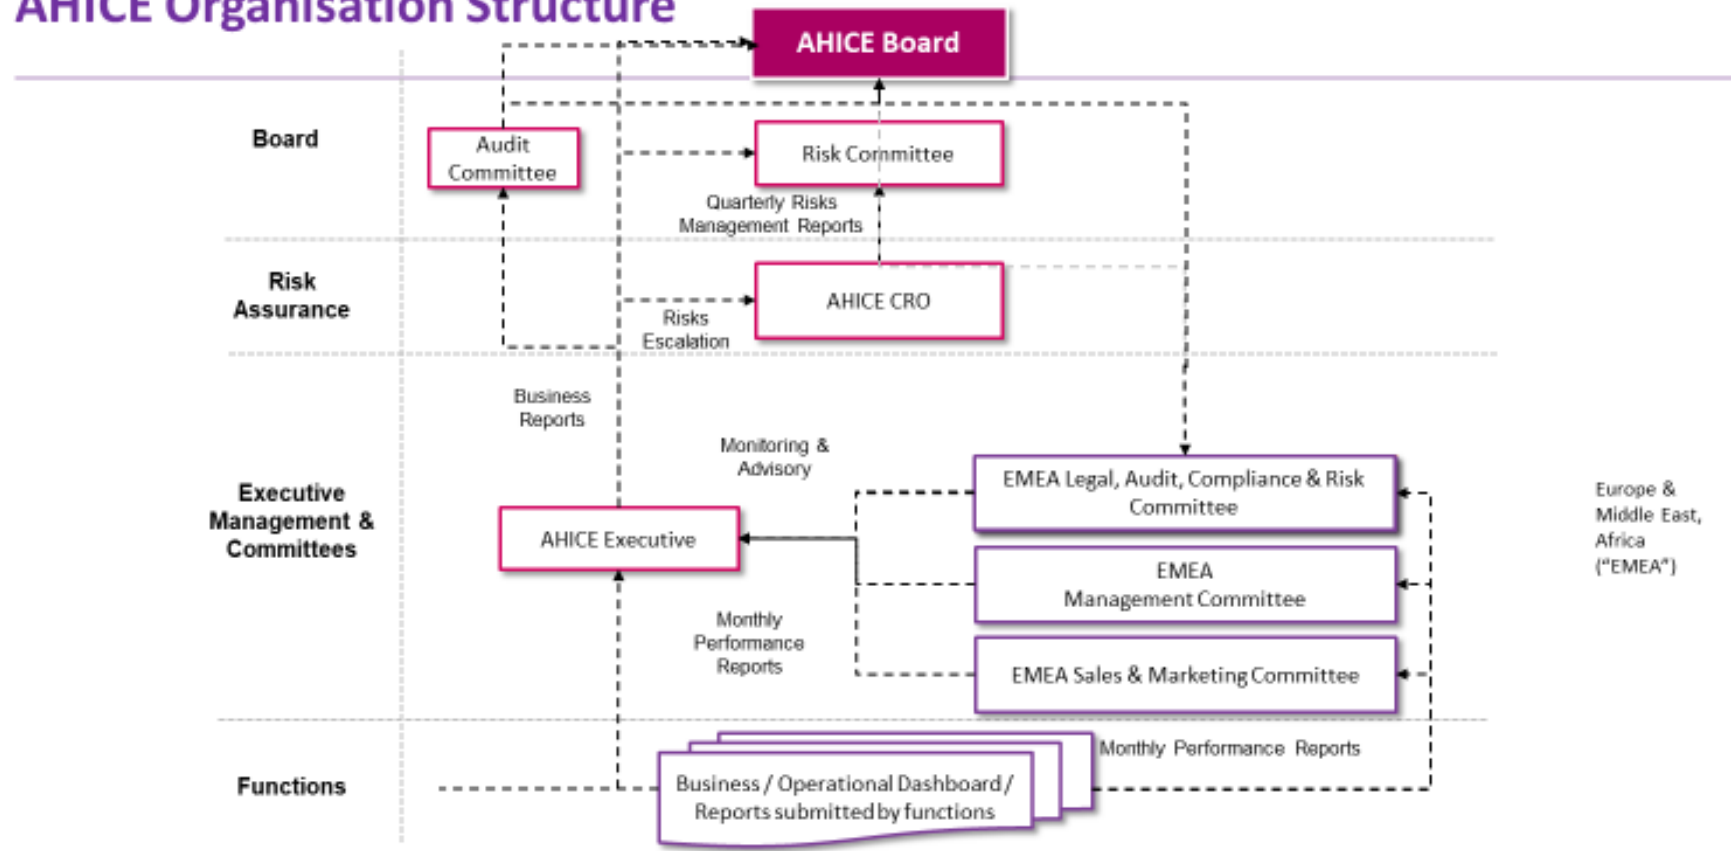 AHICE Organisation Structure
AHICE Board
Board
Audit
Committee
Risk Committee
Quarterly Risks
Management Reports
Risk
Assurance
AHICE CRO
Risks
Escalation
Business
Reports
Monitoring &
Advisory
Executive
Management &
Committees
AHICE Executive
EMEA Legal, Audit, Compliance & Risk
Committee
EMEA
Management Committee
EMEA Sales & Marketing Committee
Europe &
Middle East,
Africa
("EMEA")
Monthly
Performance
Reports
Monthly Performance Reports
Functions
Business / Operational Dashboard /
Reports submitted by functions